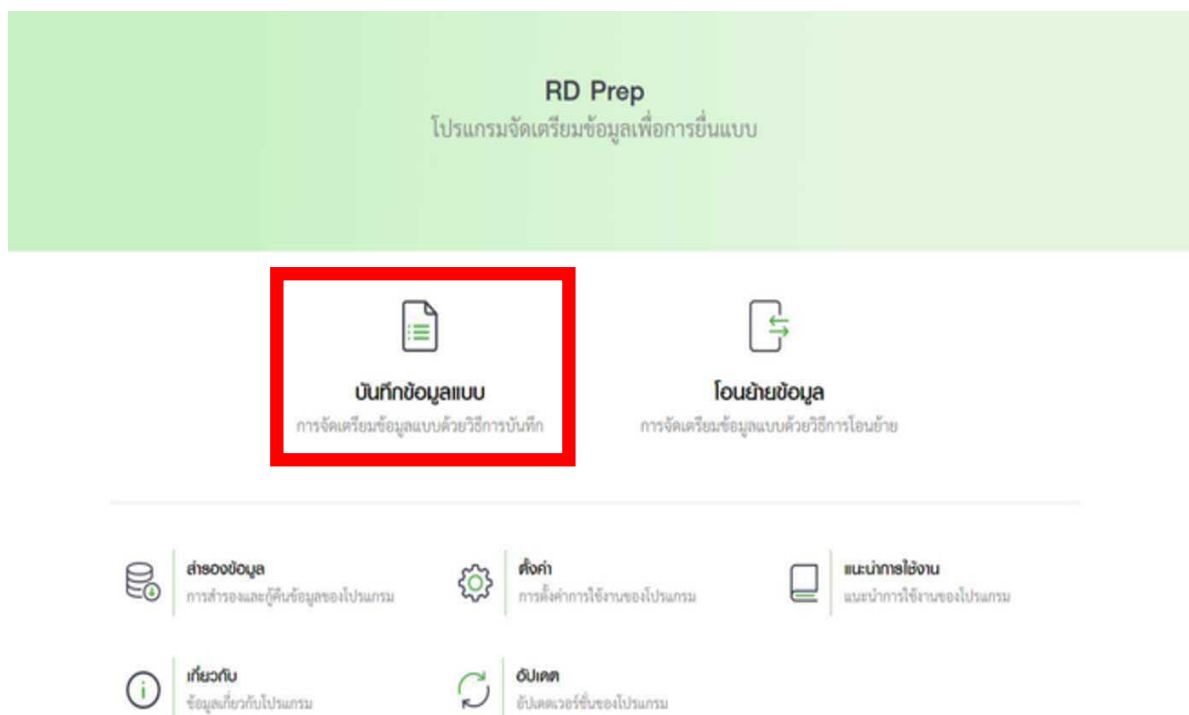 RD Prep
โปรแกรมจัดเตรียมข้อมูลเพื่อการยื่นแบบ
บันทึกข้อมูลแบบ
การจัดเตรียมข้อมูลแบบด้วยวิธีการบันทึก
โอนย้ายข้อมูล
การจัดเตรียมข้อมูลแบบด้วยวิธีการโอนย้าย
สำรองข้อมูล
การสำรองและกู้คืนข้อมูลของโปรแกรม
ตั้งค่า
การตั้งค่าการใช้งานของโปรแกรม
แนะนำการใช้งาน
แนะนำการใช้งานของโปรแกรม
เกี่ยวกับ
ข้อมูลเกี่ยวกับโปรแกรม
อัปเดต
อัปเดตเวอร์ชั่นของโปรแกรม